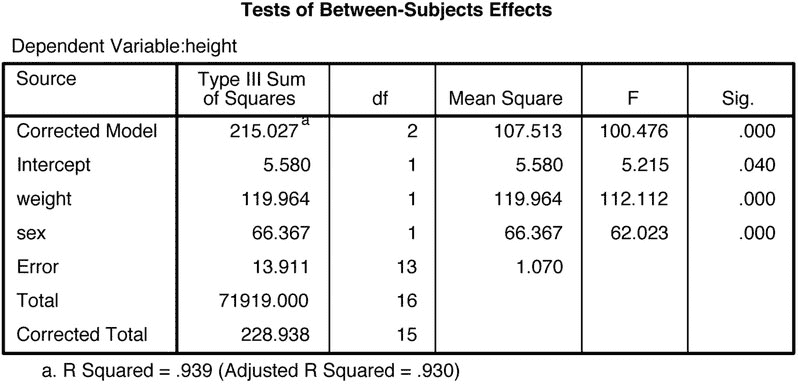 Tests of Between-Subjects Effects
Dependent Variable:height
Source Type III Sum of Squares df Mean Square F Sig.
Corrected Model 215.027a 2 107.513 100.476 .000
Intercept 5.580 1 5.580 5.215 .040
weight 119.964 1 119.964 112.112 .000
sex 66.367 1 66.367 62.023 .000
Error 13.911 13 1.070
Total 71919.000 16
Corrected Total 228.938 15
a. R Squared = .939 (Adjusted R Squared = .930)